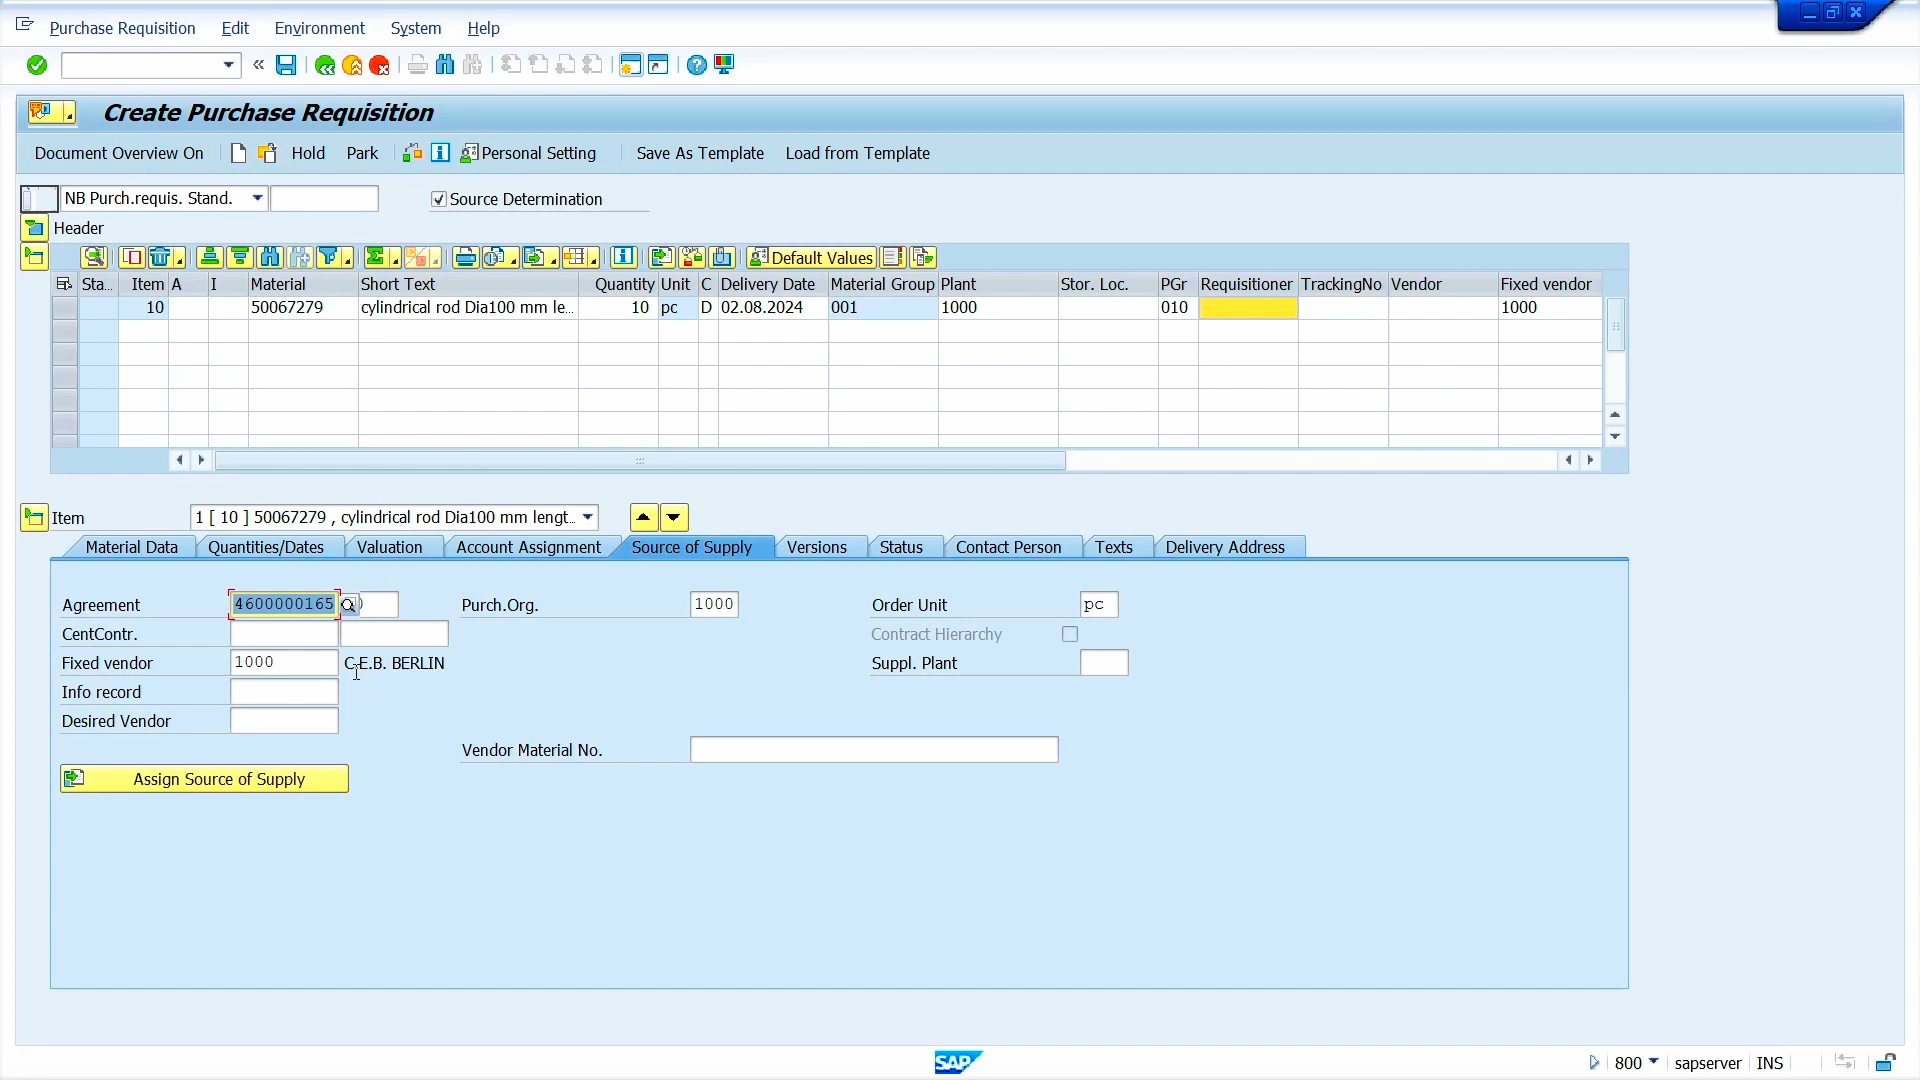 Purchase Requisition Edit Environment System Help
«
Create Purchase Requisition
Document Overview On Hold Park Personal Setting Save As Template Load from Template
NB Purch.requis. Stand. Source Determination
Header
Default Values
Sta... Item A I Material Short Text Quantity Unit C Delivery Date Material Group Plant Stor. Loc. PGr Requisitioner TrackingNo Vendor Fixed vendor
10 50067279 cylindrical rod Dia100 mm le... 10 pc D 02.08.2024 001 1000 010 1000
Item 1 [ 10 ] 50067279 , cylindrical rod Dia100 mm lengt...
Material Data Quantities/Dates Valuation Account Assignment Source of Supply Versions Status Contact Person Texts Delivery Address
Agreement 4600000165 Purch.Org. 1000 Order Unit pc
CentContr. Contract Hierarchy
Fixed vendor 1000 C.E.B. BERLIN Suppl. Plant
Info record
Desired Vendor
Vendor Material No.
Assign Source of Supply
SAP 800 sapserver INS